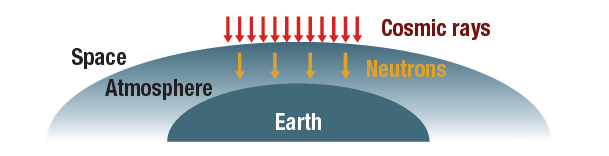 Cosmic rays
Space
Neutrons
Atmosphere
Earth